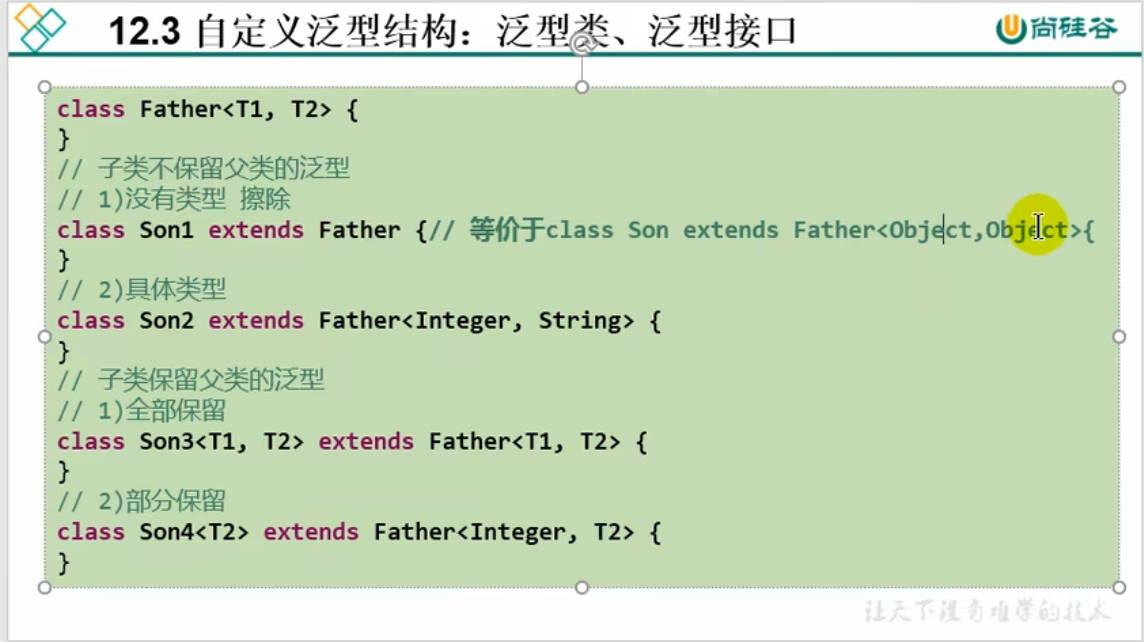 12.3 自定义泛型结构：泛型类、泛型接口
尚硅谷
class Father<T1, T2> {
}
// 子类不保留父类的泛型
// 1)没有类型 擦除
class Son1 extends Father {// 等价于class Son extends Father<Object,Object>{
}
// 2)具体类型
class Son2 extends Father<Integer, String> {
}
// 子类保留父类的泛型
// 1)全部保留
class Son3<T1, T2> extends Father<T1, T2> {
}
// 2)部分保留
class Son4<T2> extends Father<Integer, T2> {
}
让天下没有难学的技术